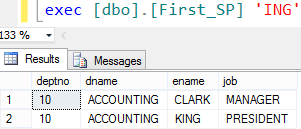 exec [dbo].[First_SP] 'ING'
133 %
Results Messages
deptno dname ename job
1 10 ACCOUNTING CLARK MANAGER
2 10 ACCOUNTING KING PRESIDENT